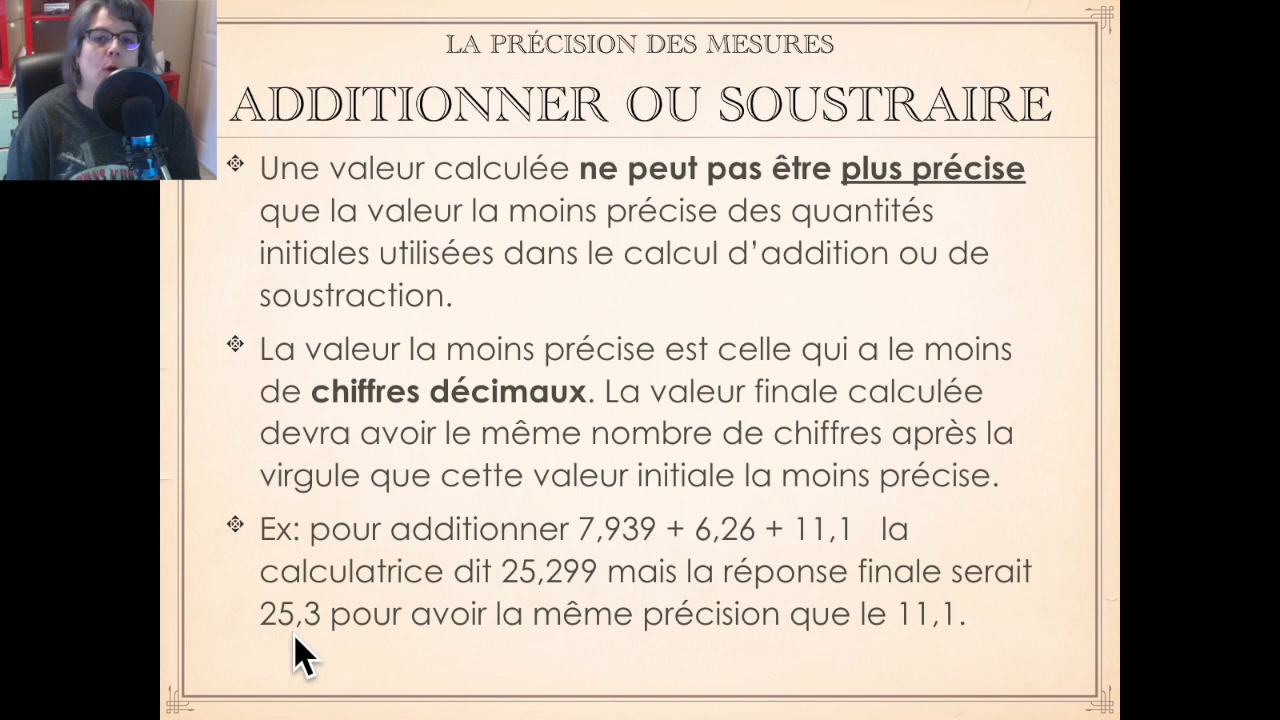 LA PRÉCISION DES MESURES
ADDITIONNER OU SOUSTRAIRE
Une valeur calculée ne peut pas être plus précise
que la valeur la moins précise des quantités
initiales utilisées dans le calcul d’addition ou de
soustraction.
La valeur la moins précise est celle qui a le moins
de chiffres décimaux. La valeur finale calculée
devra avoir le même nombre de chiffres après la
virgule que cette valeur initiale la moins précise.
Ex: pour additionner 7,939 + 6,26 + 11,1 la
calculatrice dit 25,299 mais la réponse finale serait
25,3 pour avoir la même précision que le 11,1.